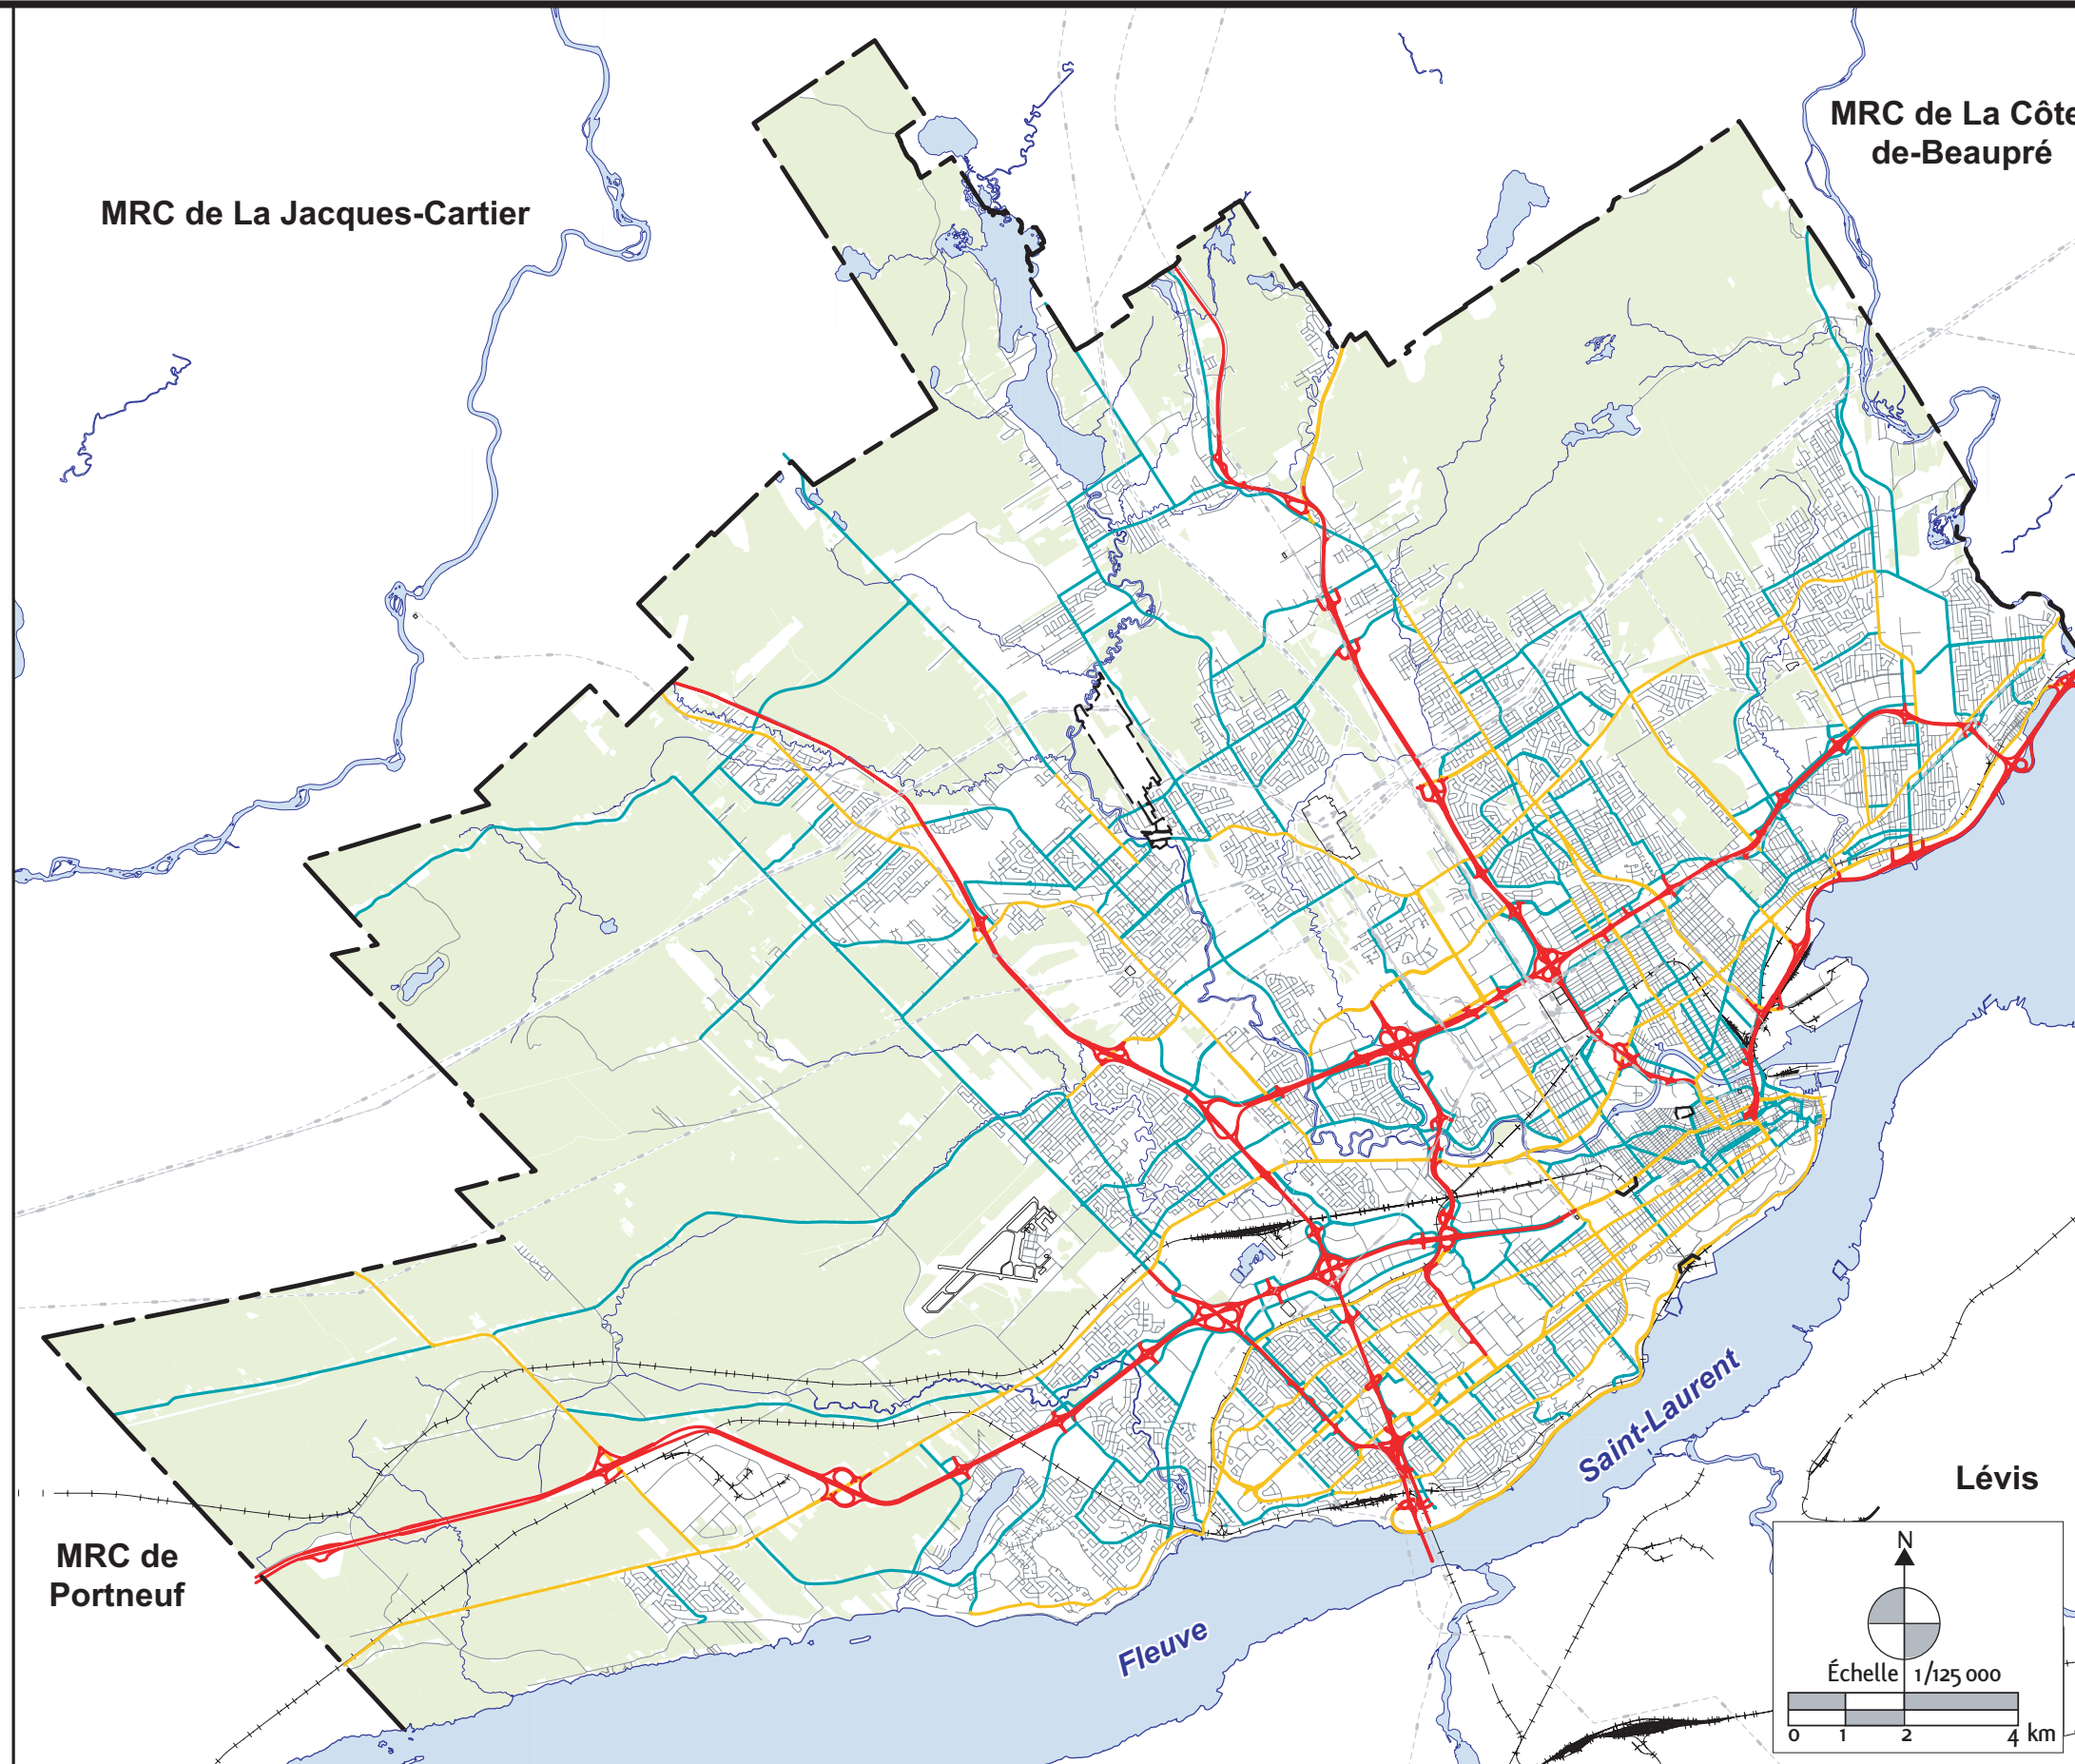 MRC de La Côte
de-Beaupré
MRC de La Jacques-Cartier
Saint-Laurent
Lévis
MRC de
Portneuf
Fleuve
N
Échelle 1/125 000
0 1 2 4 km